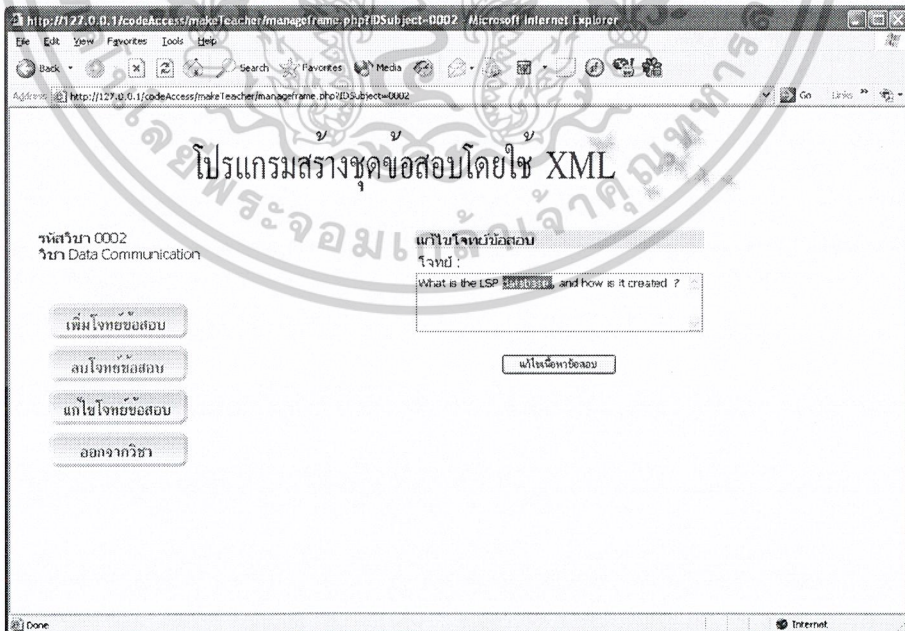 http://127.0.0.1/codeAccess/makeTeacher/manageframe.php?IDSubject=0002 - Microsoft Internet Explorer
File Edit View Favorites Tools Help
Back Search Favorites Media
Address http://127.0.0.1/codeAccess/makeTeacher/manageframe.php?IDSubject=0002 Go Links »
โปรแกรมสร้างชุดข้อสอบโดยใช้ XML
รหัสวิชา 0002
วิชา Data Communication
เพิ่มโจทย์ข้อสอบ
ลบโจทย์ข้อสอบ
แก้ไขโจทย์ข้อสอบ
ออกจากวิชา
แก้ไขโจทย์ข้อสอบ
โจทย์ :
What is the LSP database, and how is it created ?
แก้ไขเนื้อหาข้อสอบ
Done Internet